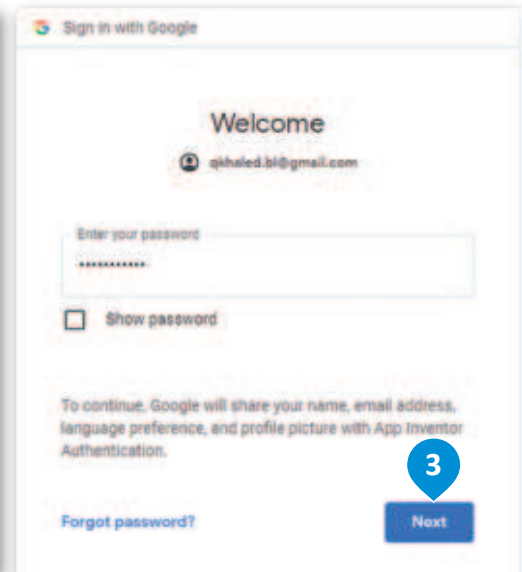 Sign in with Google
Welcome
qkhaled.bl@gmail.com
Enter your password
•••••••••••
Show password
To continue, Google will share your name, email address,
language preference, and profile picture with App Inventor
Authentication.
3
Forgot password?
Next